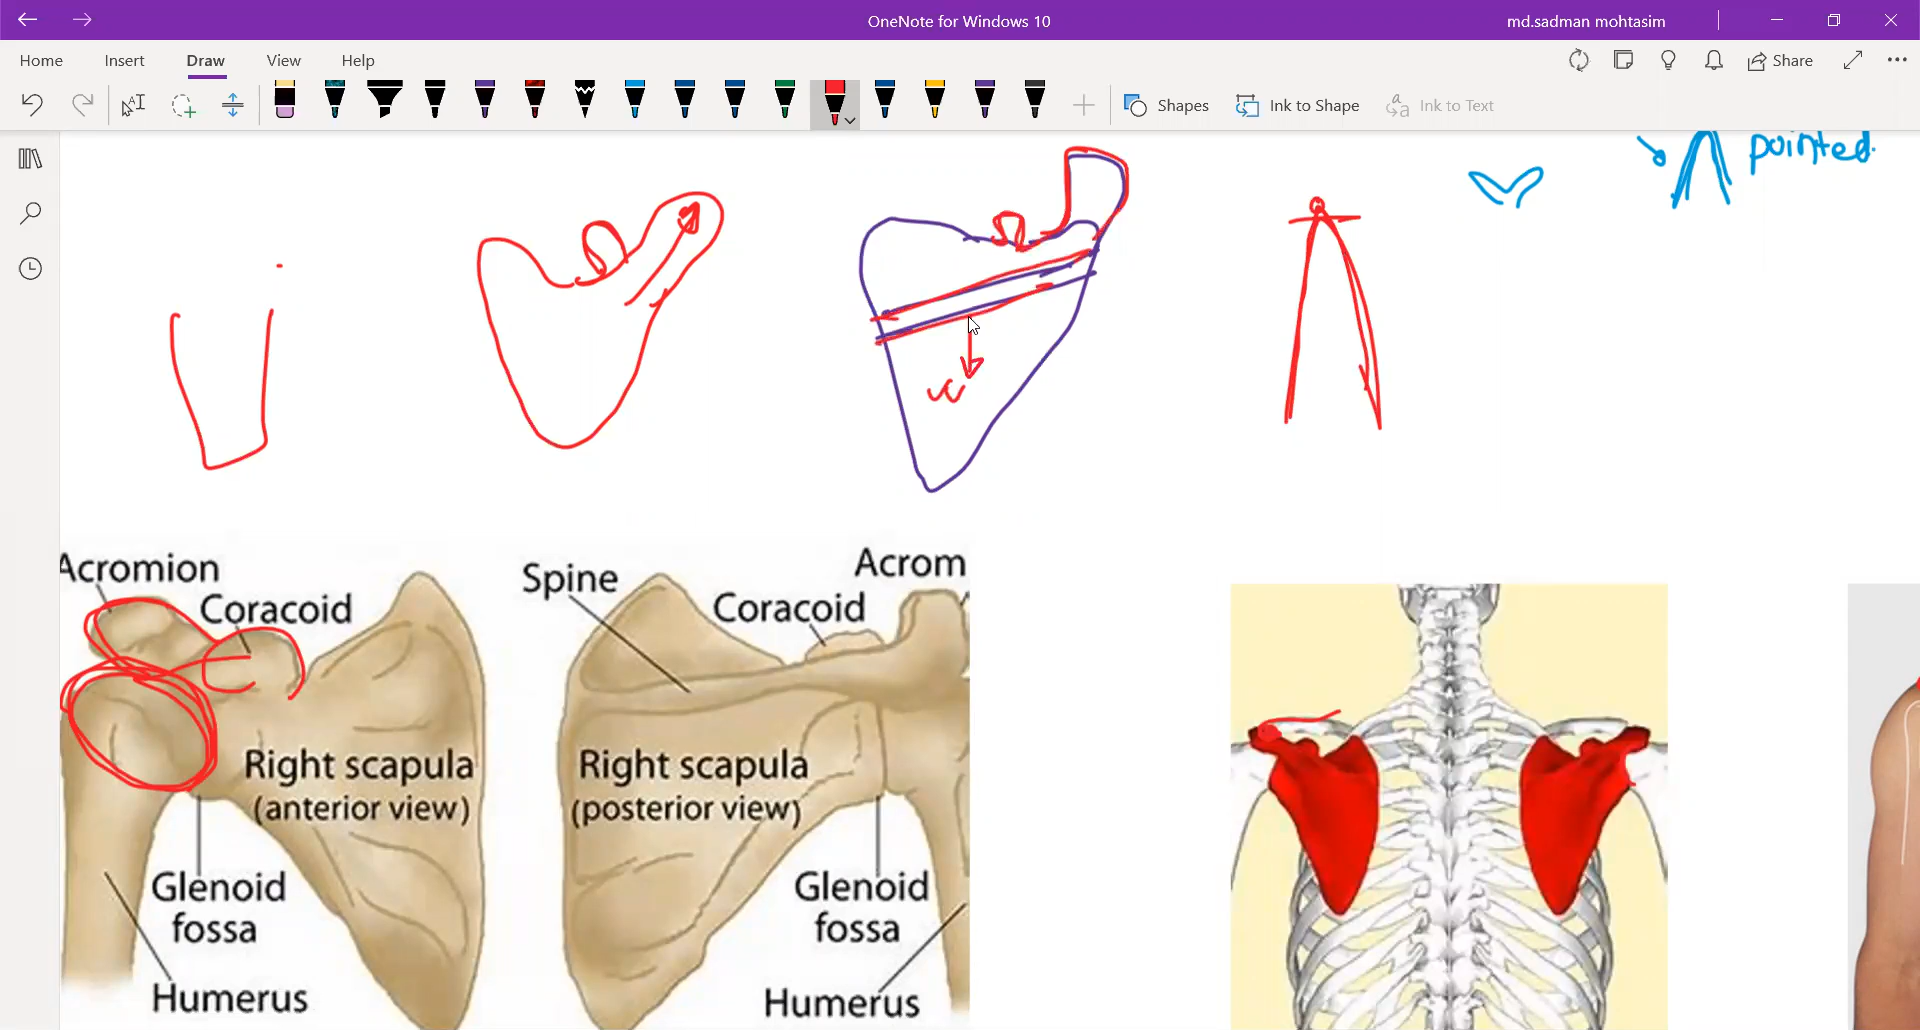 OneNote for Windows 10
md.sadman mohtasim
Home Insert Draw View Help
Share
Shapes Ink to Shape Ink to Text
pointed.
Acromion
Coracoid
Right scapula
(anterior view)
Glenoid
fossa
Humerus
Spine
Coracoid
Acrom
Right scapula
(posterior view)
Glenoid
fossa
Humerus